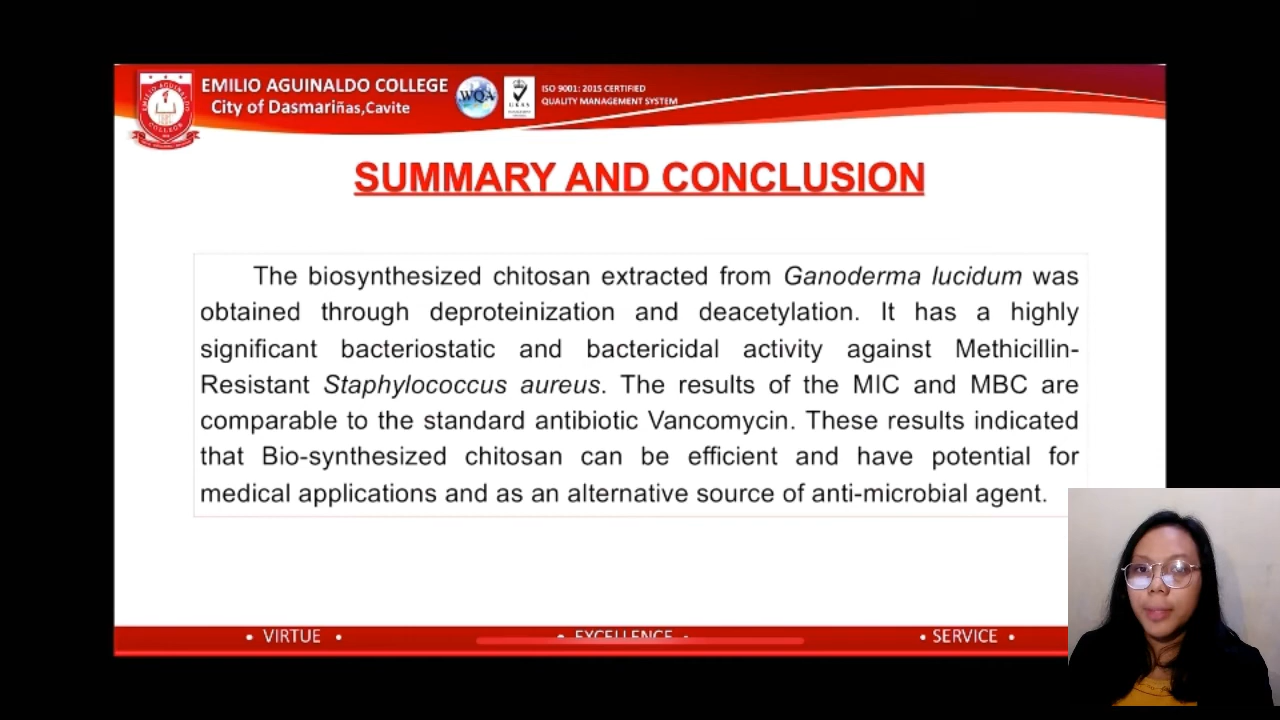 EMILIO AGUINALDO COLLEGE
City of Dasmariñas,Cavite
WQA
UKAS
ISO 9001: 2015 CERTIFIED
QUALITY MANAGEMENT SYSTEM
SUMMARY AND CONCLUSION
The biosynthesized chitosan extracted from Ganoderma lucidum was
obtained through deproteinization and deacetylation. It has a highly
significant bacteriostatic and bactericidal activity against Methicillin-
Resistant Staphylococcus aureus. The results of the MIC and MBC are
comparable to the standard antibiotic Vancomycin. These results indicated
that Bio-synthesized chitosan can be efficient and have potential for
medical applications and as an alternative source of anti-microbial agent.
• VIRTUE • • EXCELLENCE • • SERVICE •